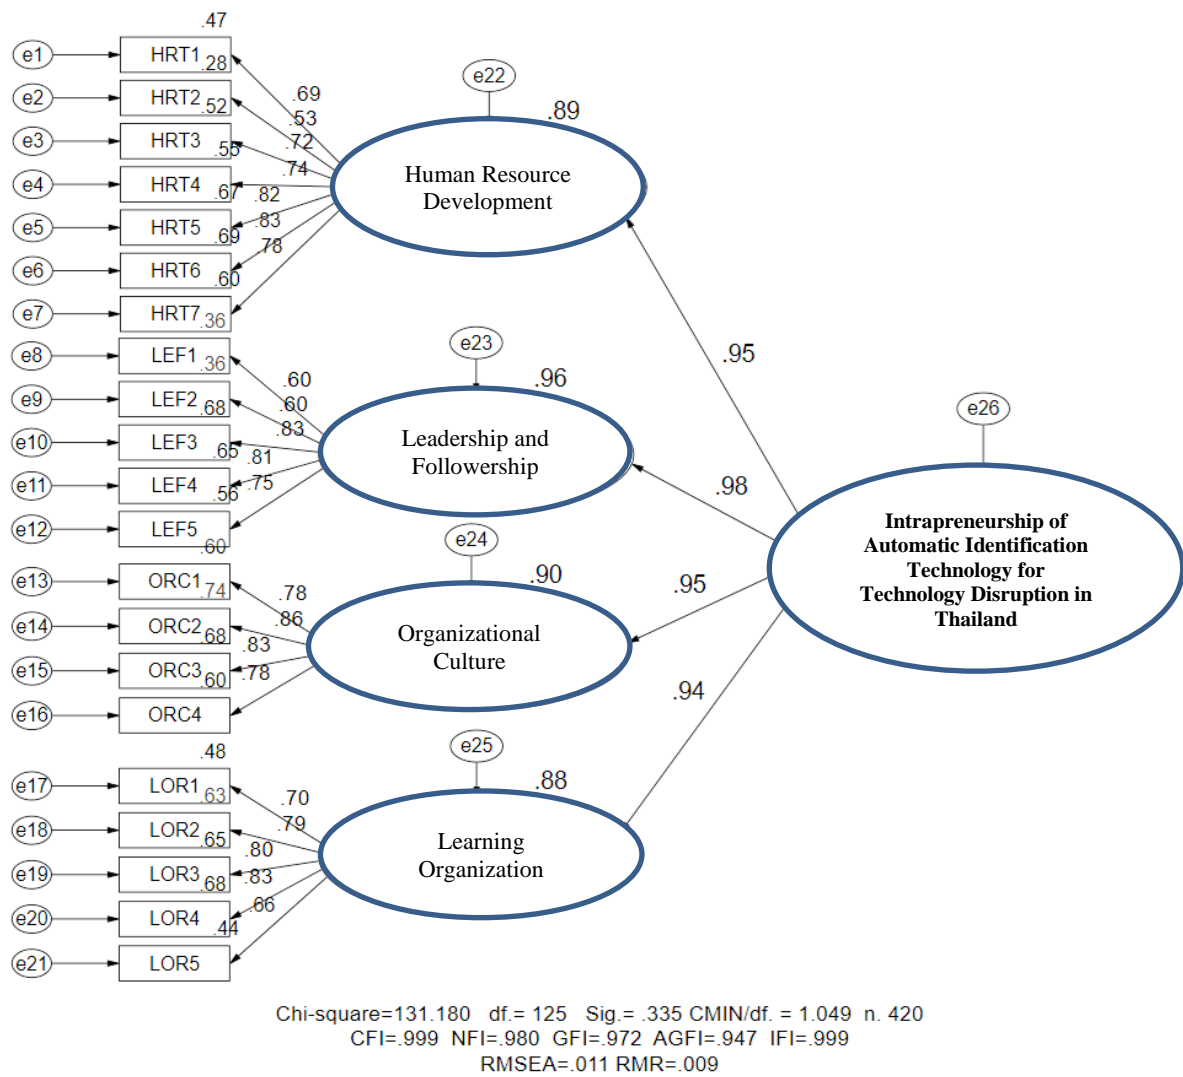 .47
e1
HRT1
.28
.69
e2
HRT2
.52
.53
e3
HRT3
.55
.72
e4
HRT4
.67
.74
e5
HRT5
.69
.82
e6
HRT6
.60
.83
e7
HRT7
.36
.78
e22
.89
Human Resource
Development
e8
LEF1
.36
.60
e9
LEF2
.68
.60
e10
LEF3
.65
.83
e11
LEF4
.56
.81
e12
LEF5
.60
.75
e23
.96
Leadership and
Followership
e13
ORC1
.74
.78
e14
ORC2
.68
.86
e15
ORC3
.60
.83
e16
ORC4
.78
e24
.90
Organizational
Culture
.48
e17
LOR1
.63
.70
e18
LOR2
.65
.79
e19
LOR3
.68
.80
e20
LOR4
.44
.83
e21
LOR5
.66
e25
.88
Learning
Organization
.95
.98
.95
.94
e26
Intrapreneurship of
Automatic Identification
Technology for
Technology Disruption in
Thailand
Chi-square=131.180 df.= 125 Sig.= .335 CMIN/df. = 1.049 n. 420
CFI=.999 NFI=.980 GFI=.972 AGFI=.947 IFI=.999
RMSEA=.011 RMR=.009